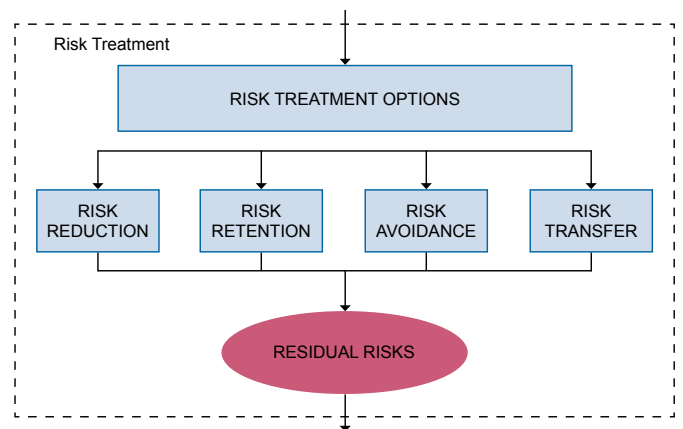 Risk Treatment
RISK TREATMENT OPTIONS
RISK
REDUCTION
RISK
RETENTION
RISK
AVOIDANCE
RISK
TRANSFER
RESIDUAL RISKS